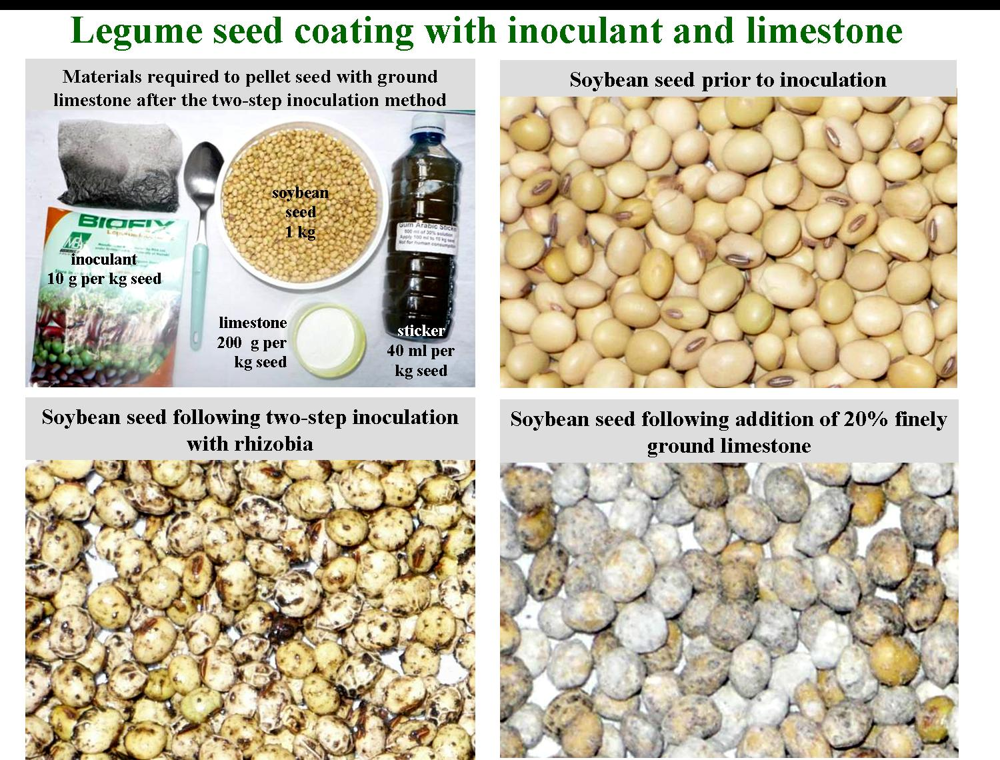 Legume seed coating with inoculant and limestone
Materials required to pellet seed with ground
limestone after the two-step inoculation method
BIOFIX
MEA
inoculant
10 g per kg seed
soybean
seed
1 kg
limestone
200 g per
kg seed
Gum Arabic Sticker
600 ml of 30% solution
Apply 100 ml to 10 kg seed
Not for human consumption
sticker
40 ml per
kg seed
Soybean seed prior to inoculation
Soybean seed following two-step inoculation
with rhizobia
Soybean seed following addition of 20% finely
ground limestone